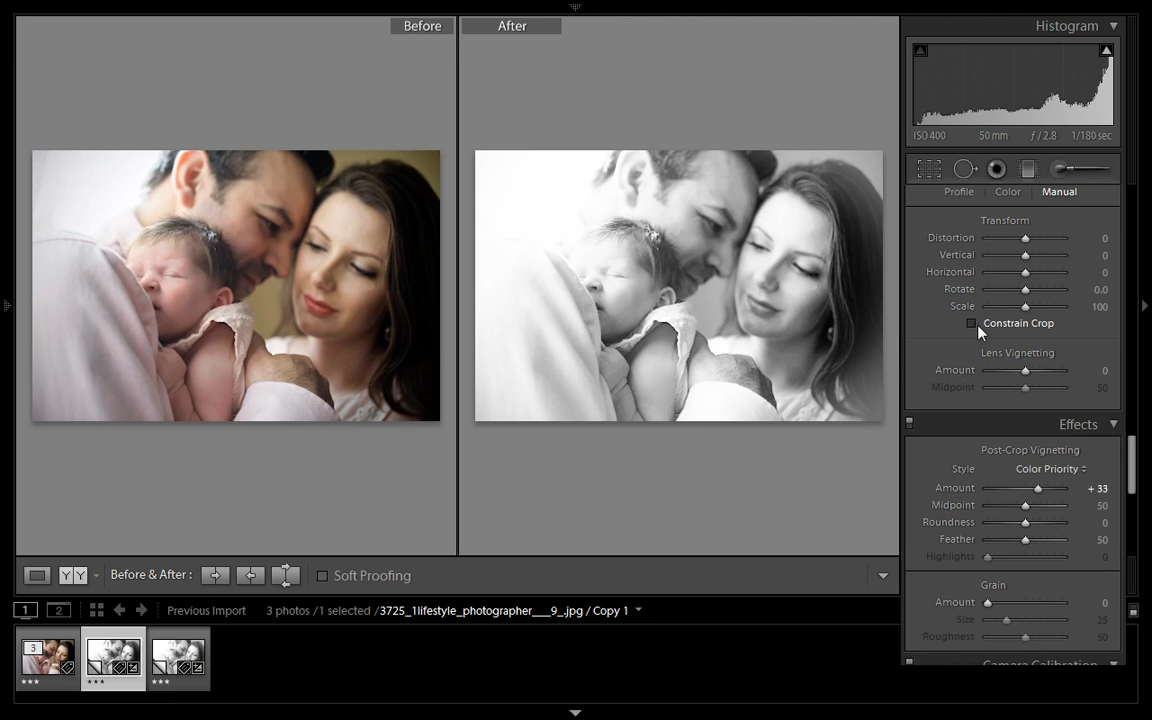 Before
After
Histogram
ISO 400 50 mm ƒ / 2.8 1/180 sec
Profile Color Manual
Transform
Distortion 0
Vertical 0
Horizontal 0
Rotate 0.0
Scale 100
Constrain Crop
Lens Vignetting
Amount 0
Midpoint 50
Effects
Post-Crop Vignetting
Style Color Priority
Amount + 33
Midpoint 50
Roundness 0
Feather 50
Highlights 0
Grain
Amount 0
Size 25
Roughness 50
Camera Calibration
Y Y Before & After : Soft Proofing
1 2 Previous Import 3 photos / 1 selected / 3725_1lifestyle_photographer___9_.jpg / Copy 1
3